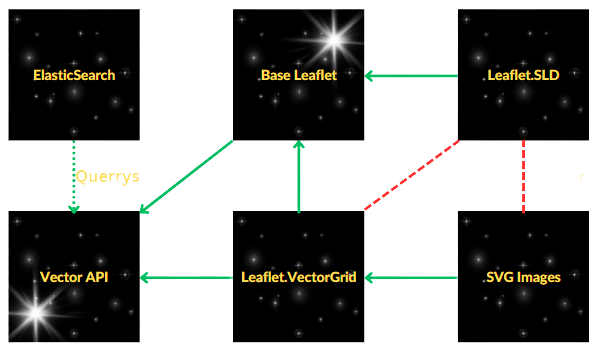 ElasticSearch
Base Leaflet
Leaflet.SLD
Querrys
Vector API
Leaflet.VectorGrid
SVG Images